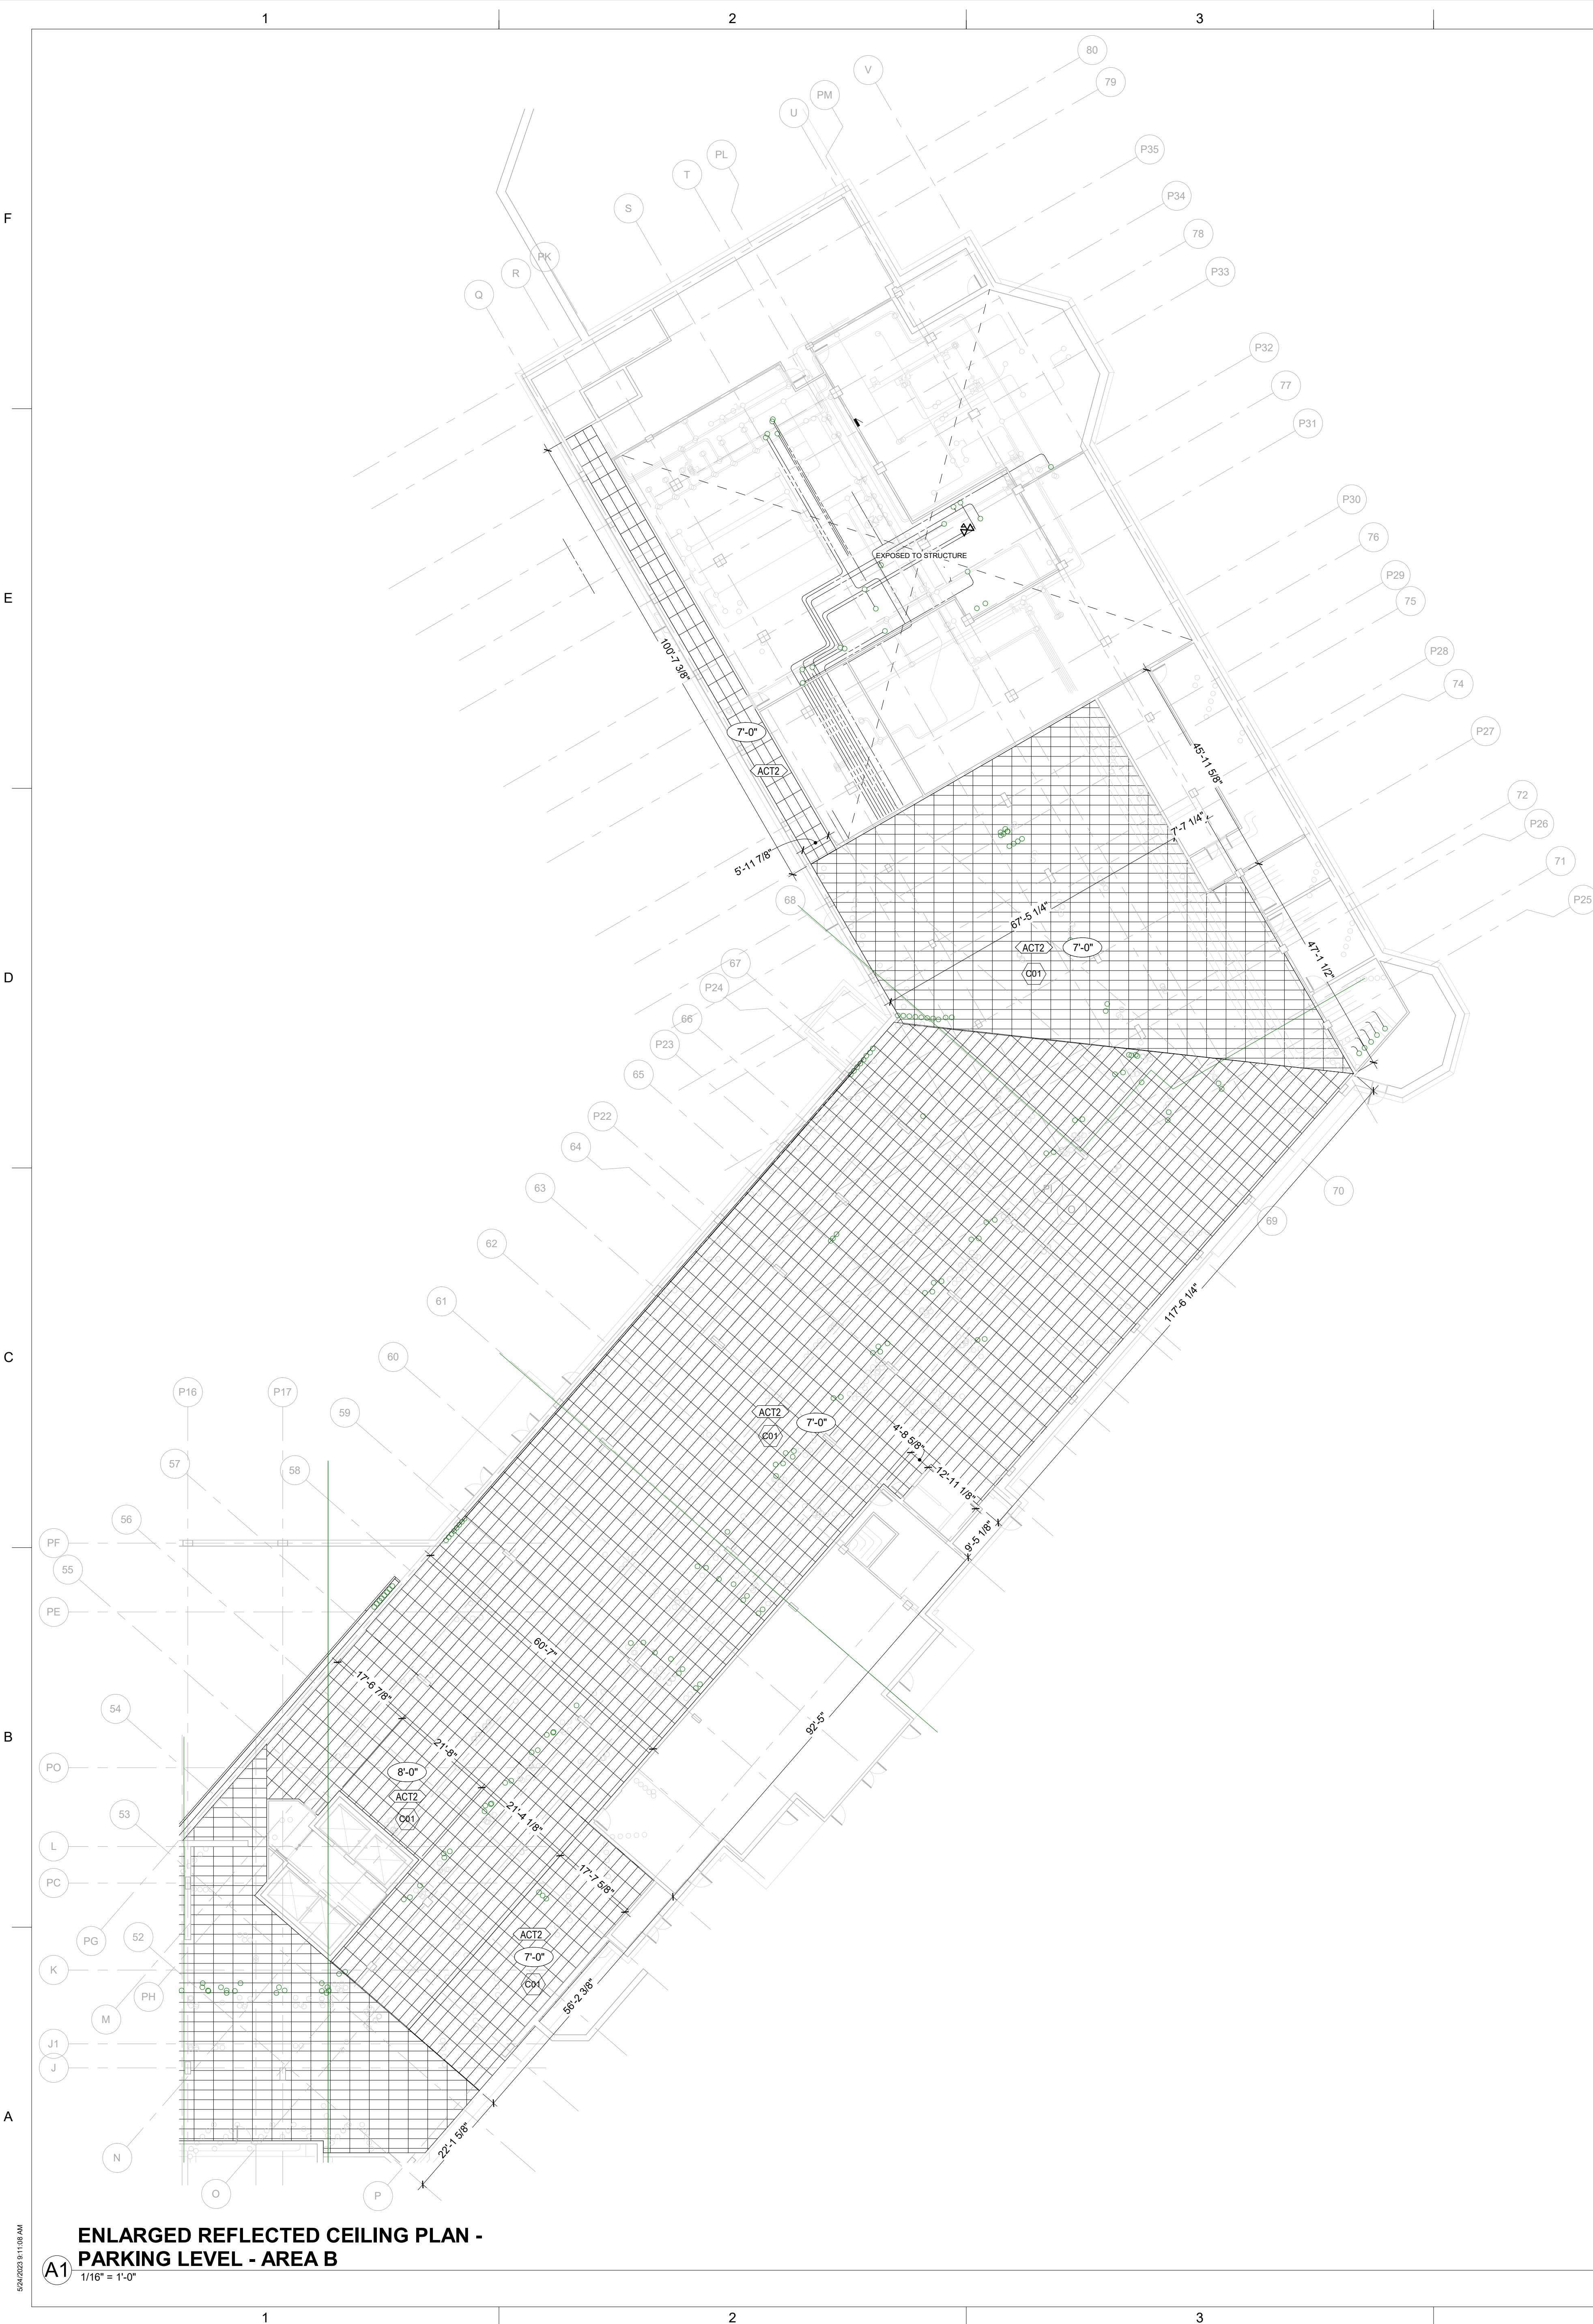 1
2
3
F
E
D
C
B
A
80
79
V
PM
U
PL
T
S
PK
R
Q
P35
P34
78
P33
P32
77
P31
P30
76
P29
75
P28
74
P27
72
P26
71
P25
EXPOSED TO STRUCTURE
100'-7 3/8"
7'-0"
ACT2
5'-11 7/8"
45'-11 5/8"
7'-7 1/4"
67'-5 1/4"
ACT2
7'-0"
C01
47'-1 1/2"
68
67
P24
66
P23
65
P22
64
63
62
61
60
59
P16
P17
57
58
56
55
PF
PE
54
PO
53
L
PC
PG
52
K
PH
M
J1
J
N
O
P
PI
Q
70
69
117'-6 1/4"
ACT2
7'-0"
C01
4'-8 5/8"
12'-11 1/8"
9'-5 1/8"
60'-7"
17'-6 7/8"
92'-5"
21'-8"
8'-0"
ACT2
C01
21'-4 1/8"
17'-7 5/8"
ACT2
7'-0"
C01
56'-2 3/8"
22'-1 5/8"
5/24/2023 9:11:08 AM
ENLARGED REFLECTED CEILING PLAN -
PARKING LEVEL - AREA B
A1
1/16" = 1'-0"
1
2
3